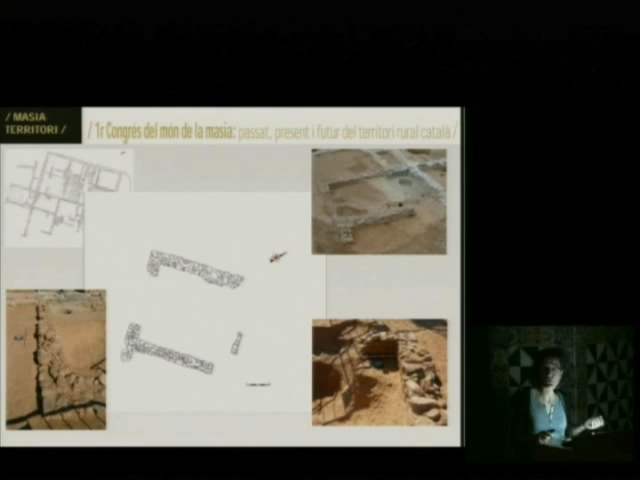 / MASIA
TERRITORI /
/ 1r Congrés del món de la masia: passat, present i futur del territori rural català /